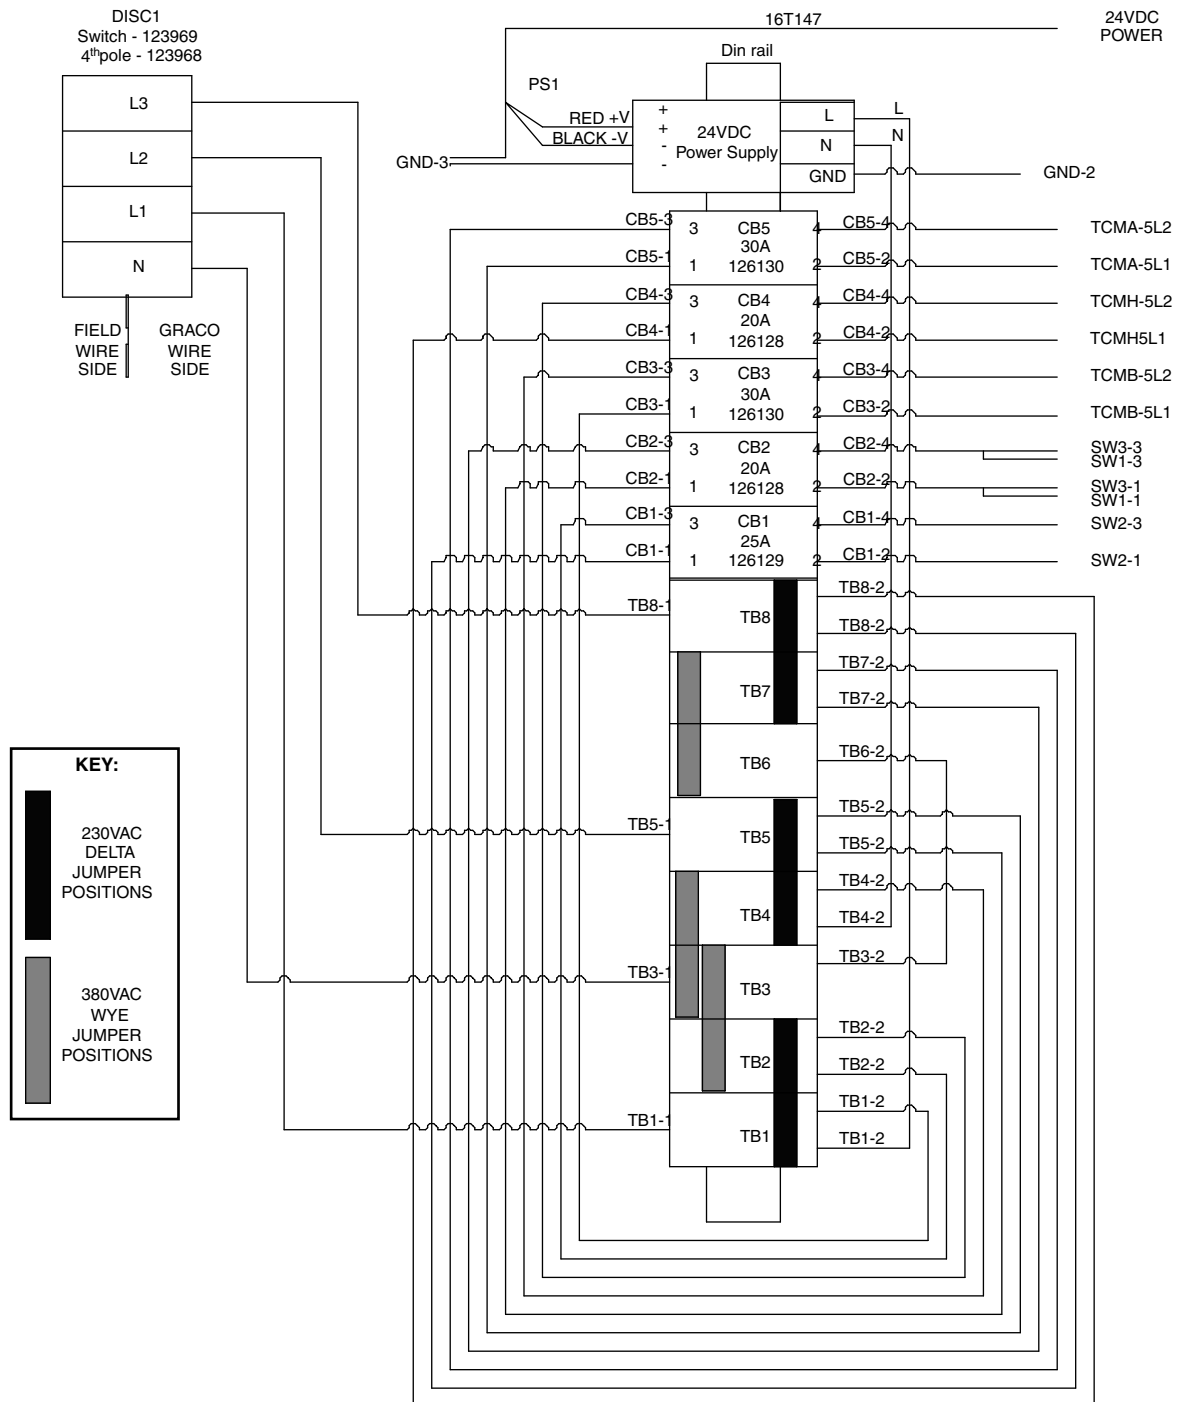 DISC1
Switch - 123969
4thpole - 123968
L3
L2
L1
N
FIELD
WIRE
SIDE
GRACO
WIRE
SIDE
16T147
24VDC
POWER
Din rail
PS1
RED +V
BLACK -V
GND-3
+
+
-
-
24VDC
Power Supply
L
N
GND
L
N
GND-2
CB5-3
3
CB5
4
CB5-4
TCMA-5L2
30A
CB5-1
1
126130
2
CB5-2
TCMA-5L1
CB4-3
3
CB4
4
CB4-4
TCMH-5L2
20A
CB4-1
1
126128
2
CB4-2
TCMH5L1
CB3-3
3
CB3
4
CB3-4
TCMB-5L2
30A
CB3-1
1
126130
2
CB3-2
TCMB-5L1
CB2-3
3
CB2
4
CB2-4
SW3-3
SW1-3
20A
CB2-1
1
126128
2
CB2-2
SW3-1
SW1-1
CB1-3
3
CB1
4
CB1-4
SW2-3
25A
CB1-1
1
126129
2
CB1-2
SW2-1
TB8-1
TB8
TB8-2
TB8-2
TB7
TB7-2
TB7-2
TB6
TB6-2
TB5-1
TB5
TB5-2
TB5-2
TB4
TB4-2
TB4-2
TB3-1
TB3
TB3-2
TB2
TB2-2
TB2-2
TB1-1
TB1
TB1-2
TB1-2
KEY:
230VAC
DELTA
JUMPER
POSITIONS
380VAC
WYE
JUMPER
POSITIONS